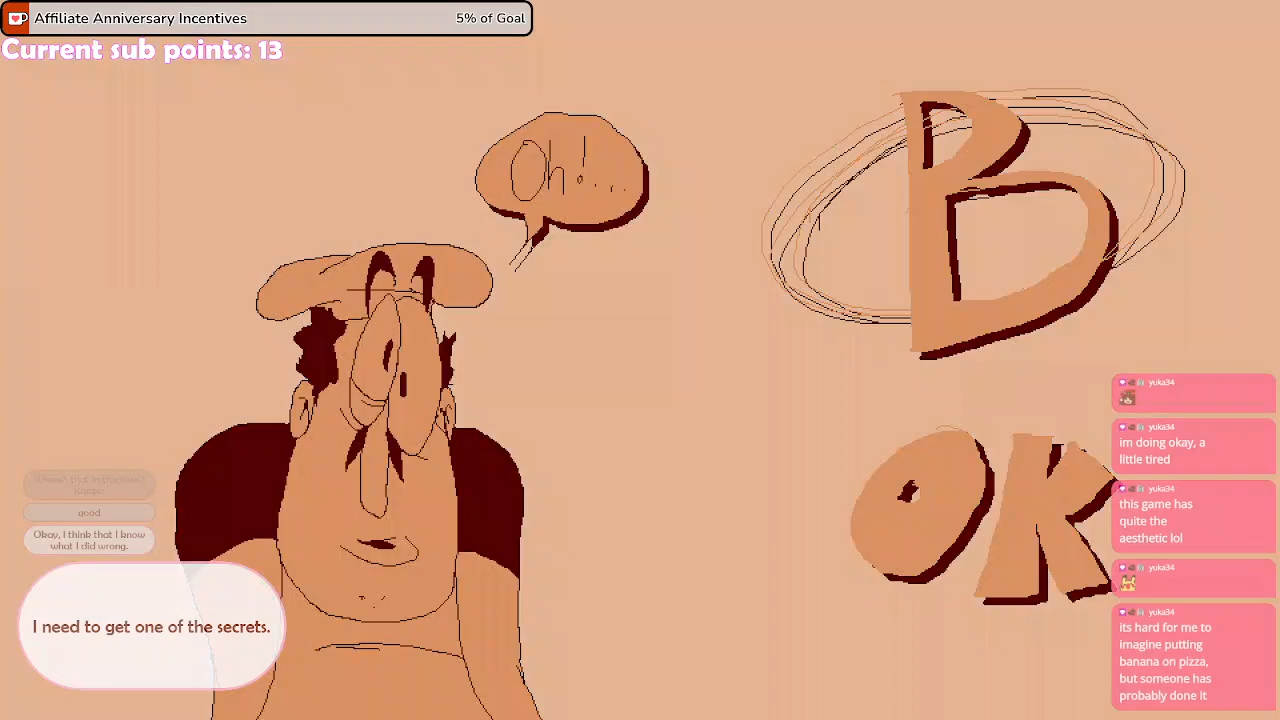 Affiliate Anniversary Incentives 5% of Goal
Current sub points: 13
Oh!...
B
OK
good
Okay, I think that I know
what I did wrong.
I need to get one of the secrets.
yuka34
yuka34
im doing okay, a
little tired
yuka34
this game has
quite the
aesthetic lol
yuka34
yuka34
its hard for me to
imagine putting
banana on pizza,
but someone has
probably done it